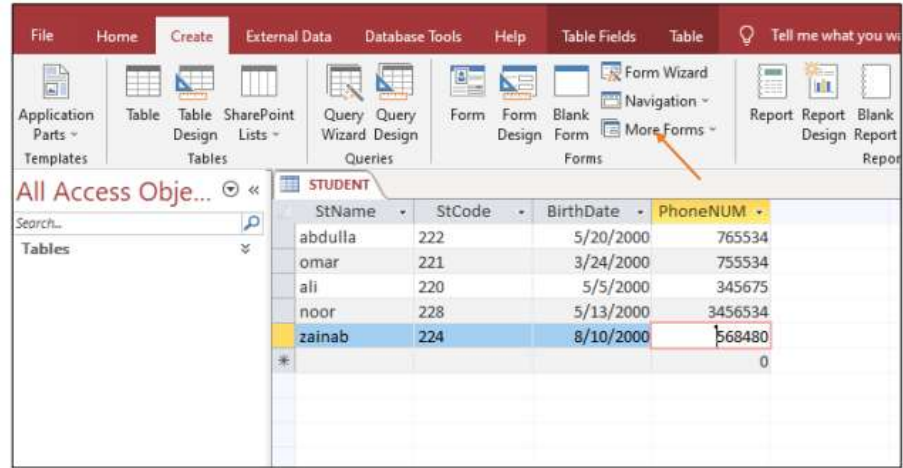 File Home Create External Data Database Tools Help Table Fields Table Tell me what you
Application Parts
Table
Table Design
SharePoint Lists
Query Wizard
Query Design
Form
Form Design
Blank Form
Form Wizard
Navigation
More Forms
Report
Report Design
Blank Report
Templates Tables Queries Forms
All Access Obje...
Search...
Tables
STUDENT
StName StCode BirthDate PhoneNUM
abdulla 222 5/20/2000 765534
omar 221 3/24/2000 755534
ali 220 5/5/2000 345675
noor 228 5/13/2000 3456534
zainab 224 8/10/2000 568480
* 0